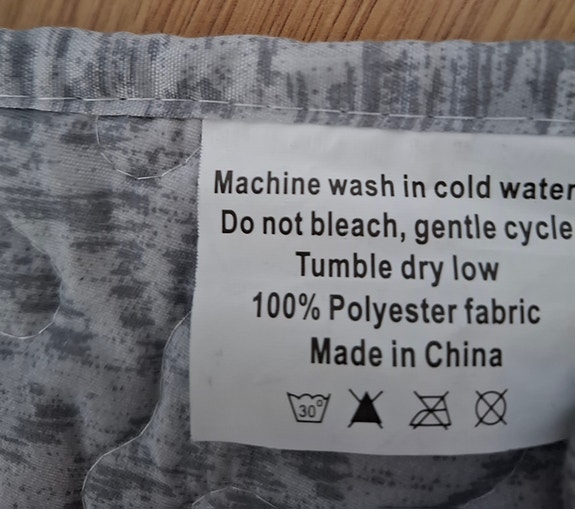 Machine wash in cold water
Do not bleach, gentle cycle
Tumble dry low
100% Polyester fabric
Made in China
30°